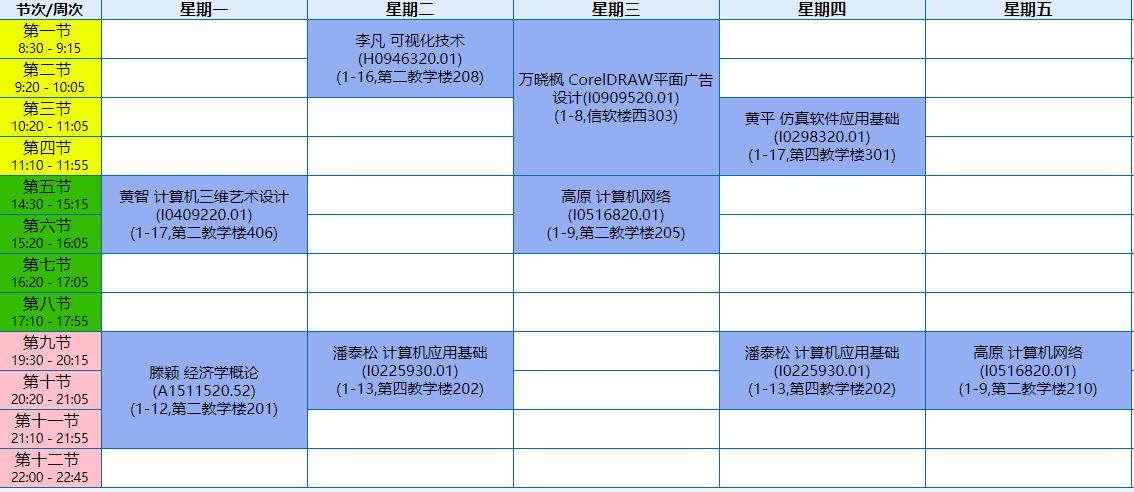 节次/周次 星期一 星期二 星期三 星期四 星期五
第一节
8:30 - 9:15
李凡 可视化技术
(H0946320.01)
(1-16,第二教学楼208)
万晓枫 CorelDRAW平面广告
设计(I0909520.01)
(1-8,信软楼西303)
第二节
9:20 - 10:05
第三节
10:20 - 11:05
黄平 仿真软件应用基础
(I0298320.01)
(1-17,第四教学楼301)
第四节
11:10 - 11:55
第五节
14:30 - 15:15
黄智 计算机三维艺术设计
(I0409220.01)
(1-17,第二教学楼406)
高原 计算机网络
(I0516820.01)
(1-9,第二教学楼205)
第六节
15:20 - 16:05
第七节
16:20 - 17:05
第八节
17:10 - 17:55
第九节
19:30 - 20:15
滕颖 经济学概论
(A1511520.52)
(1-12,第二教学楼201)
潘泰松 计算机应用基础
(I0225930.01)
(1-13,第四教学楼202)
潘泰松 计算机应用基础
(I0225930.01)
(1-13,第四教学楼202)
高原 计算机网络
(I0516820.01)
(1-9,第二教学楼210)
第十节
20:20 - 21:05
第十一节
21:10 - 21:55
第十二节
22:00 - 22:45